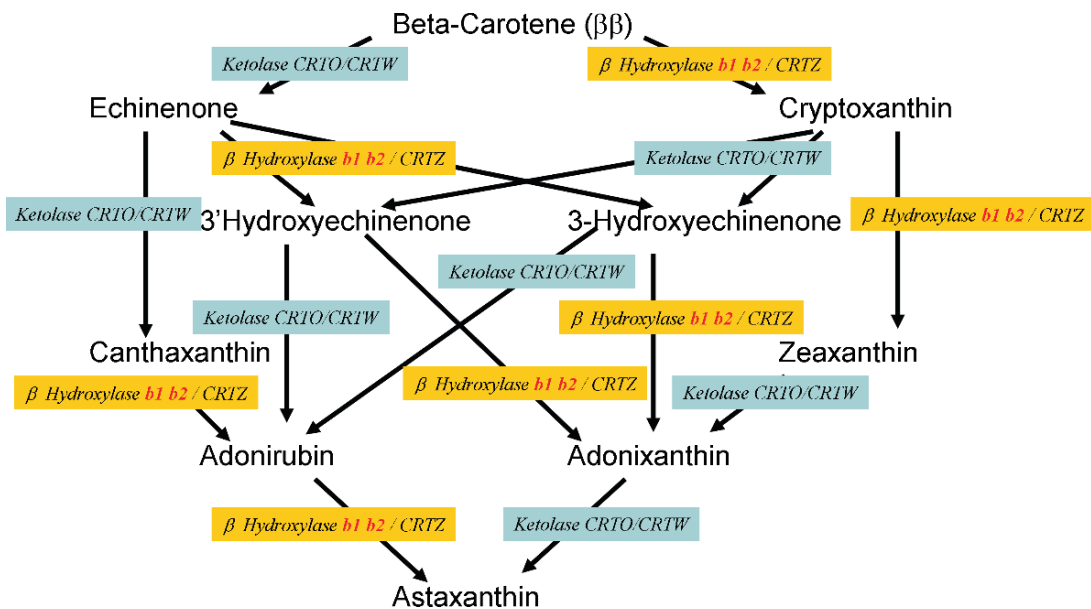 Beta-Carotene (ββ)
Ketolase CRTO/CRTW
β Hydroxylase b1 b2 / CRTZ
Echinenone
Cryptoxanthin
β Hydroxylase b1 b2 / CRTZ
Ketolase CRTO/CRTW
Ketolase CRTO/CRTW
3'Hydroxyechinenone
3-Hydroxyechinenone
β Hydroxylase b1 b2 / CRTZ
Ketolase CRTO/CRTW
Ketolase CRTO/CRTW
β Hydroxylase b1 b2 / CRTZ
Canthaxanthin
Zeaxanthin
β Hydroxylase b1 b2 / CRTZ
β Hydroxylase b1 b2 / CRTZ
Ketolase CRTO/CRTW
Adonirubin
Adonixanthin
β Hydroxylase b1 b2 / CRTZ
Ketolase CRTO/CRTW
Astaxanthin